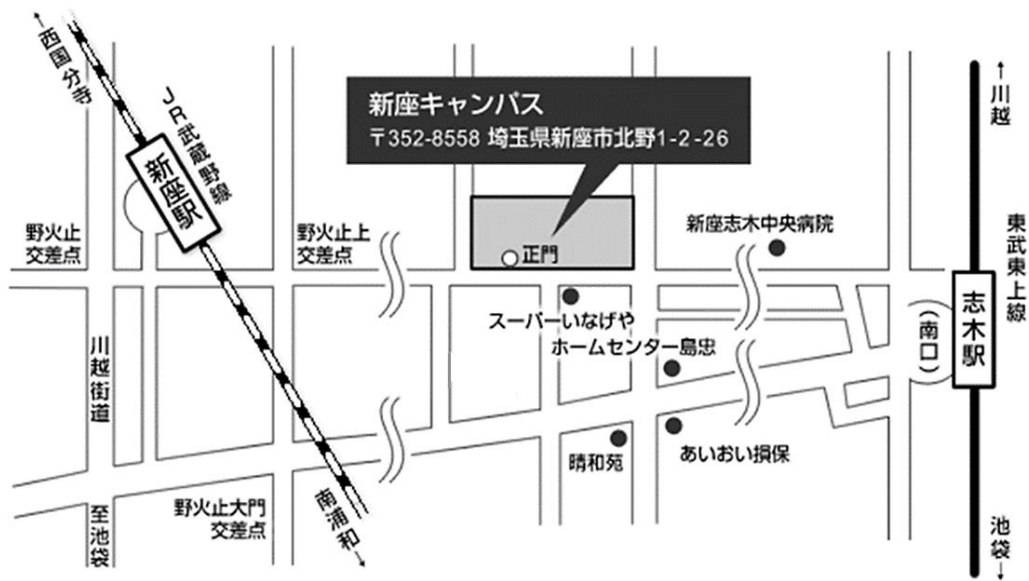 ←西国分寺
JR武蔵野線
新座駅
新座キャンパス
〒352-8558 埼玉県新座市北野1-2-26
→川越
野火止
交差点
野火止上
交差点
正門
新座志木中央病院
東武東上線
スーパーいなげや
ホームセンター島忠
志木駅
(南口)
川越街道
晴和苑
あいおい損保
野火止大門
交差点
至池袋
南浦和→
池袋→